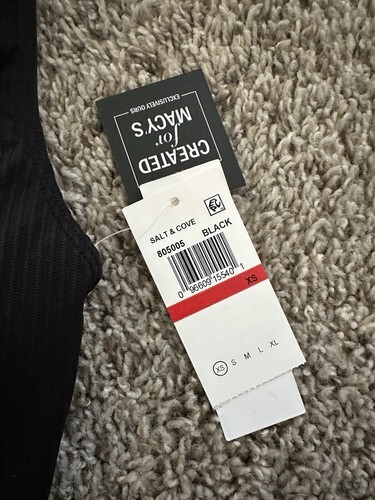 CREATED
for
MACY'S
EXCLUSIVELY OURS
SALT & COVE
805005 BLACK
0 96609 15540 1
XS
XS S M L XL